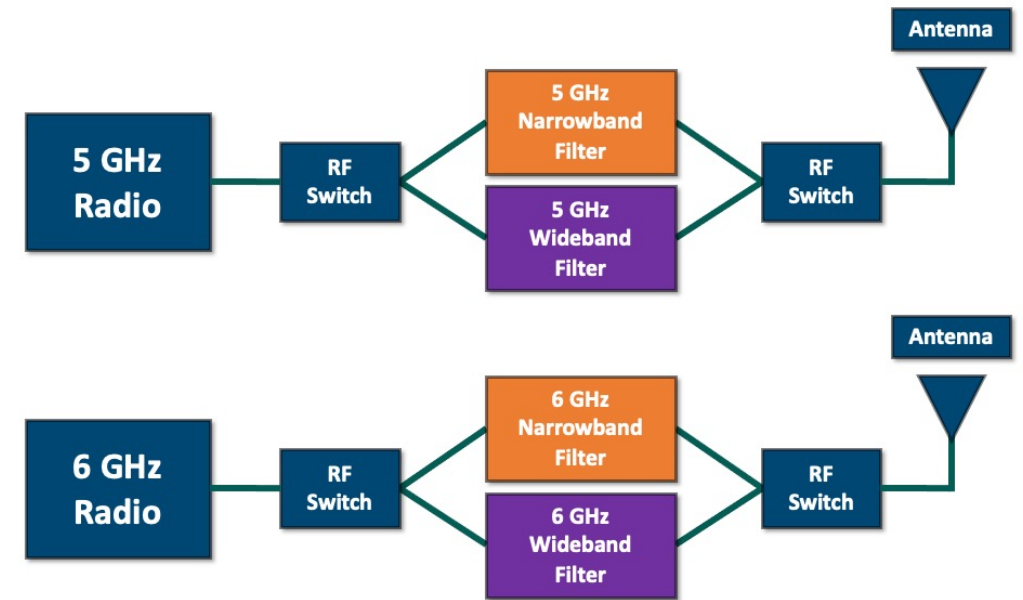 Antenna
5 GHz
Radio
RF
Switch
5 GHz
Narrowband
Filter
5 GHz
Wideband
Filter
RF
Switch
Antenna
6 GHz
Radio
RF
Switch
6 GHz
Narrowband
Filter
6 GHz
Wideband
Filter
RF
Switch